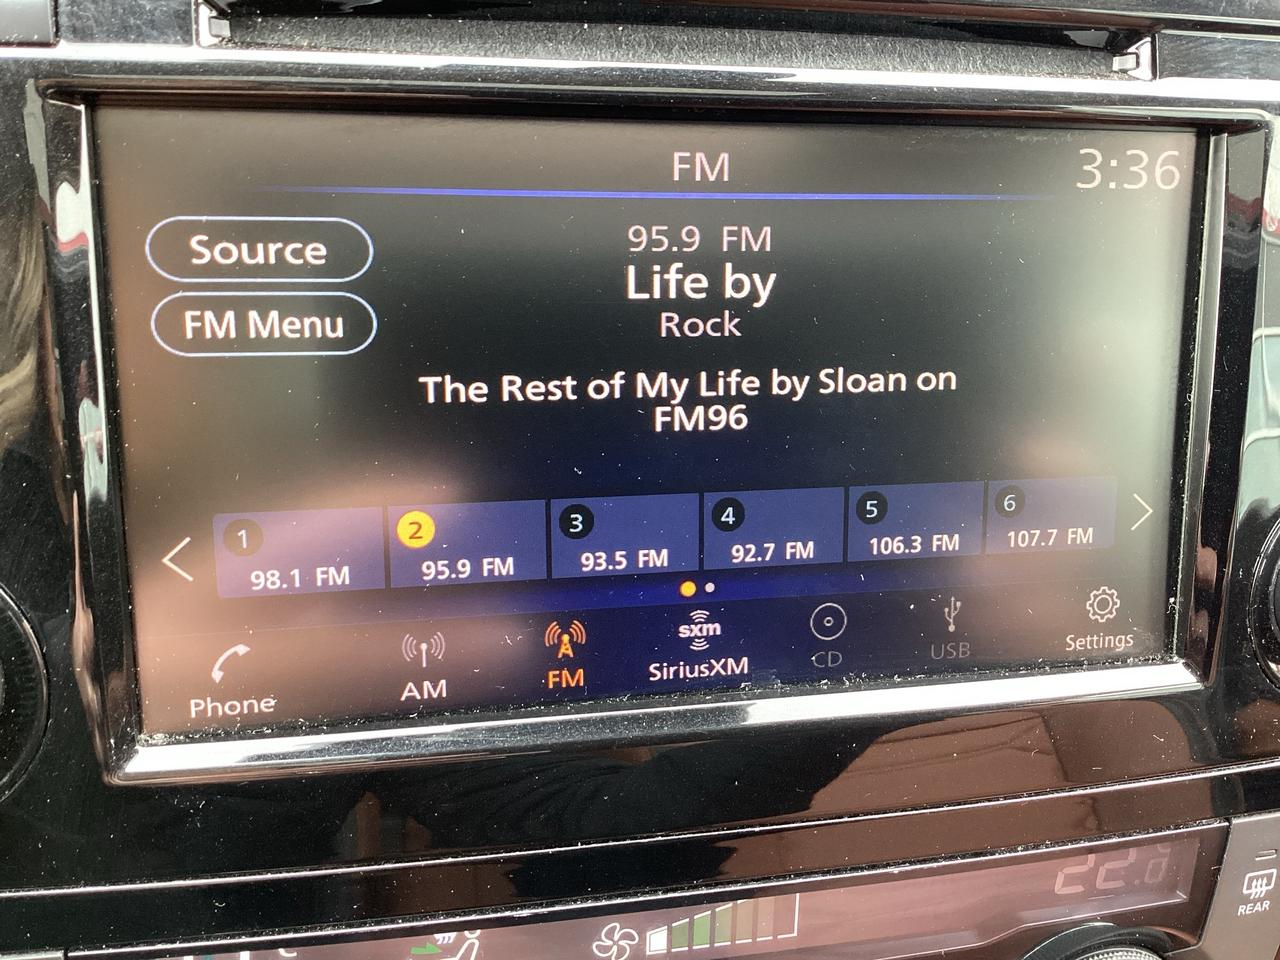 FM
3:36
Source
FM Menu
95.9 FM
Life by
Rock
The Rest of My Life by Sloan on
FM96
1
98.1 FM
2
95.9 FM
3
93.5 FM
4
92.7 FM
5
106.3 FM
6
107.7 FM
Phone
AM
FM
sxm
SiriusXM
CD
USB
Settings
REAR